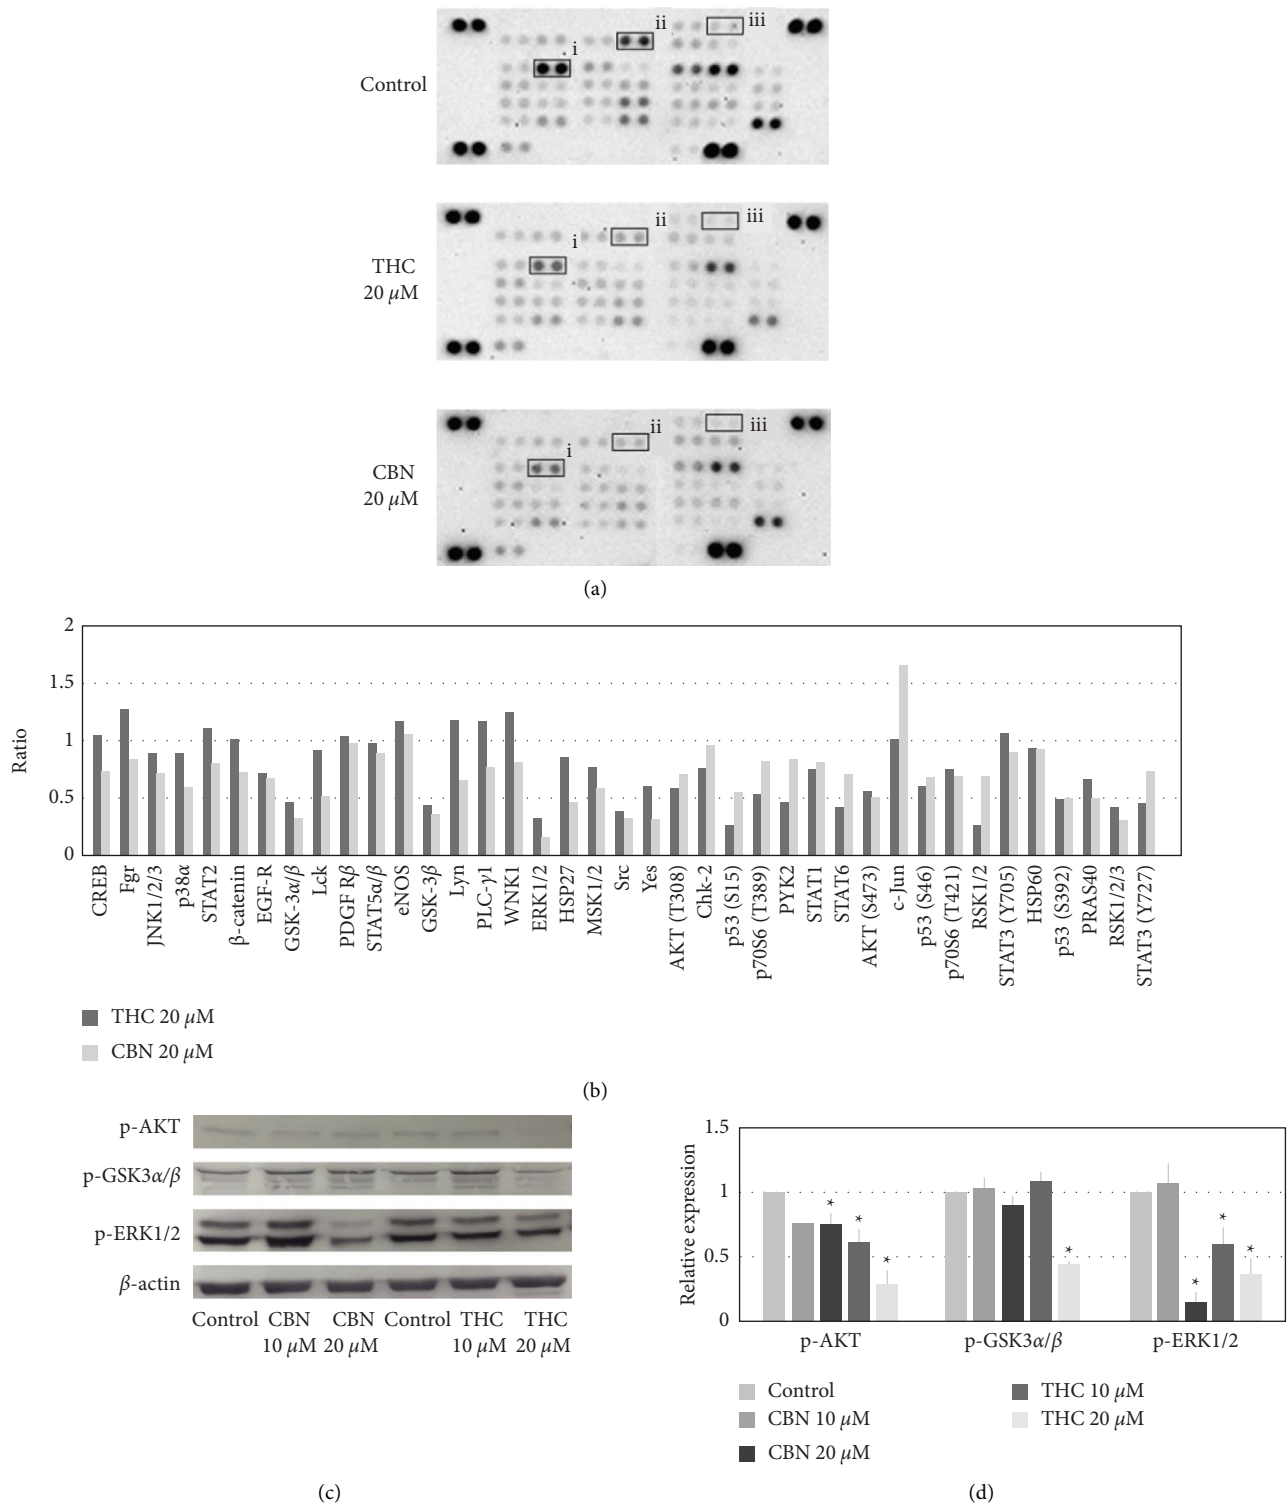 Control
i
ii
iii
THC
20 μM
i
ii
iii
CBN
20 μM
i
ii
iii
(a)
Ratio
2
1.5
1
0.5
0
CREB
Fgr
JNK1/2/3
p38α
STAT2
β-catenin
EGF-R
GSK-3α/β
Lck
PDGF Rβ
STAT5α/β
eNOS
GSK-3β
Lyn
PLC-γ1
WNK1
ERK1/2
HSP27
MSK1/2
Src
Yes
AKT (T308)
Chk-2
p53 (S15)
p70S6 (T389)
PYK2
STAT1
STAT6
AKT (S473)
c-Jun
p53 (S46)
p70S6 (T421)
RSK1/2
STAT3 (Y705)
HSP60
p53 (S392)
PRAS40
RSK1/2/3
STAT3 (Y727)
THC 20 μM
CBN 20 μM
(b)
p-AKT
p-GSK3α/β
p-ERK1/2
β-actin
Control CBN CBN Control THC THC
10 μM 20 μM 10 μM 20 μM
(c)
Relative expression
1.5
1
0.5
0
* * *
*
* * *
p-AKT p-GSK3α/β p-ERK1/2
Control
CBN 10 μM
CBN 20 μM
THC 10 μM
THC 20 μM
(d)